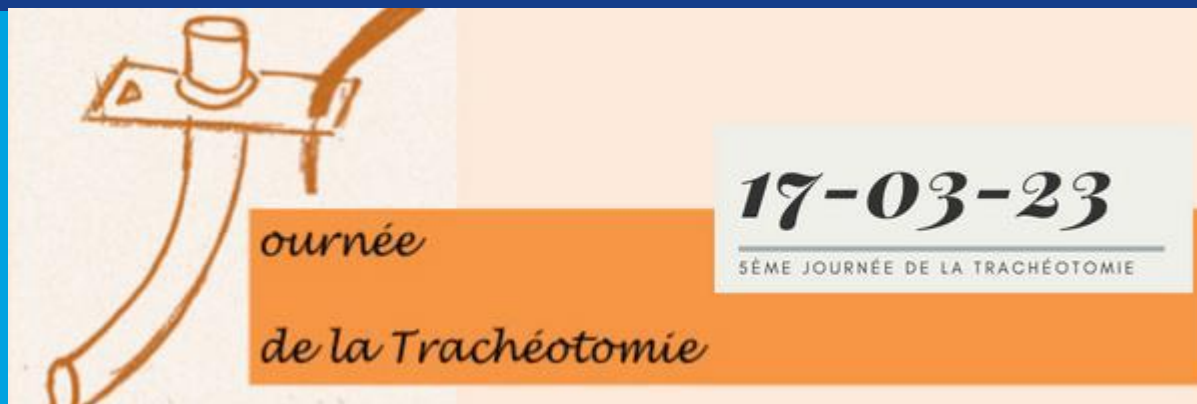 17-03-23
5ÈME JOURNÉE DE LA TRACHÉOTOMIE
ournée
de la Trachéotomie